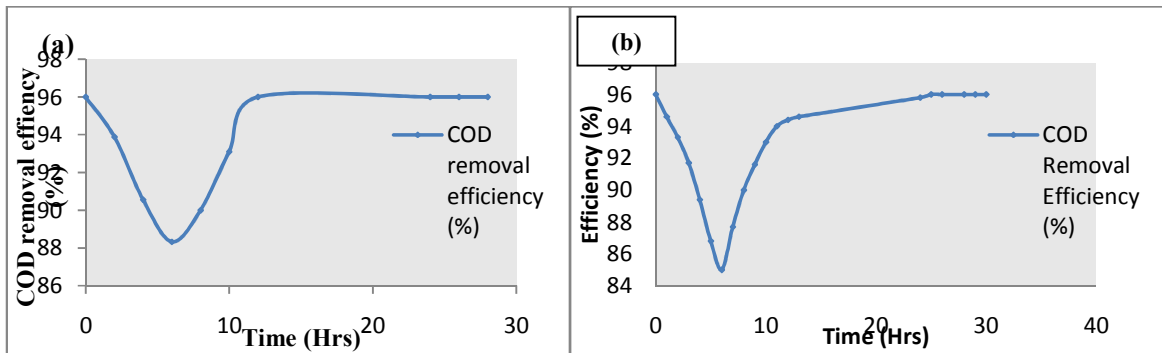 (a)
COD removal effiency
(%)
98
96
94
92
90
88
86
0
10
20
30
Time (Hrs)
COD
removal
efficiency
(%)
(b)
Efficiency (%)
98
96
94
92
90
88
86
84
0
10
20
30
40
Time (Hrs)
COD
Removal
Efficiency
(%)